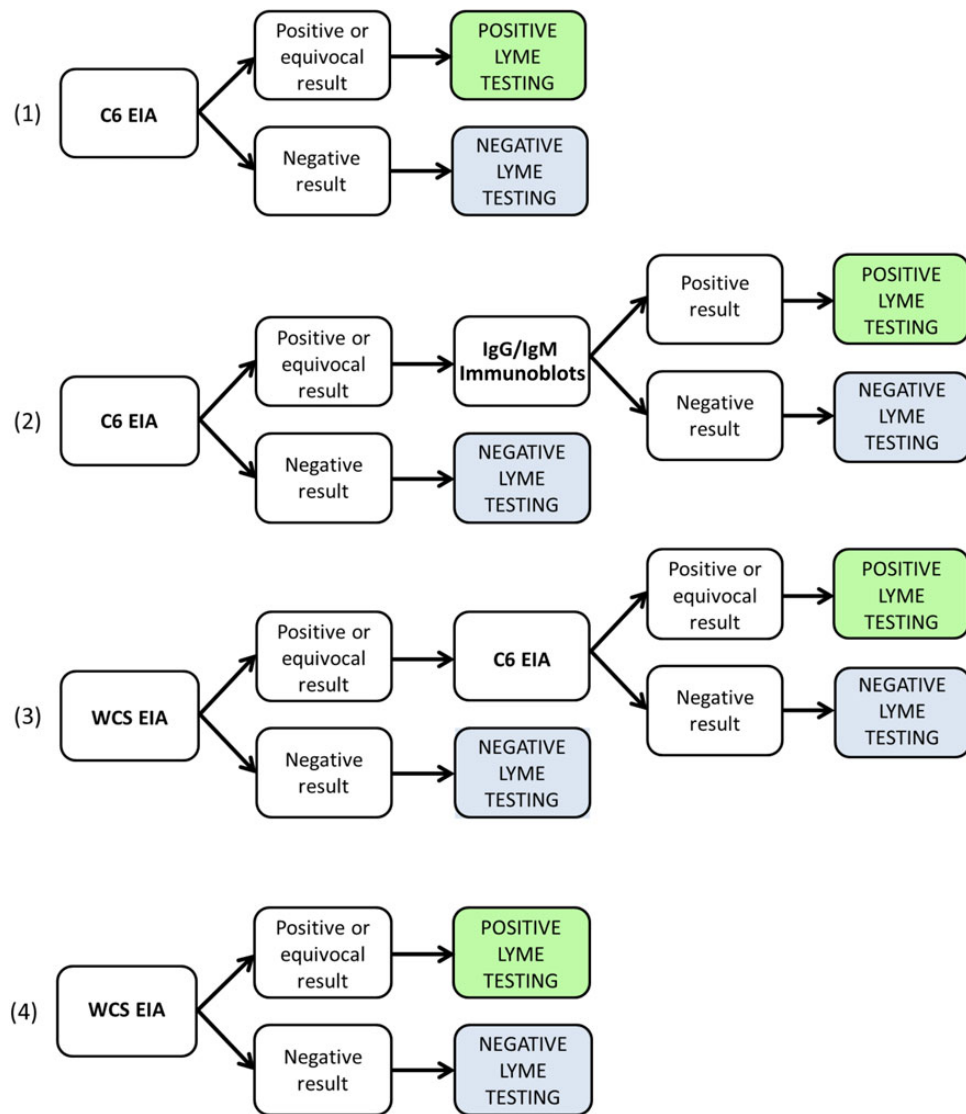 (1)
C6 EIA
Positive or
equivocal
result
POSITIVE
LYME
TESTING
Negative
result
NEGATIVE
LYME
TESTING
(2)
C6 EIA
Positive or
equivocal
result
IgG/IgM
Immunoblots
Positive
result
POSITIVE
LYME
TESTING
Negative
result
NEGATIVE
LYME
TESTING
Negative
result
NEGATIVE
LYME
TESTING
(3)
WCS EIA
Positive or
equivocal
result
C6 EIA
Positive or
equivocal
result
POSITIVE
LYME
TESTING
Negative
result
NEGATIVE
LYME
TESTING
Negative
result
NEGATIVE
LYME
TESTING
(4)
WCS EIA
Positive or
equivocal
result
POSITIVE
LYME
TESTING
Negative
result
NEGATIVE
LYME
TESTING